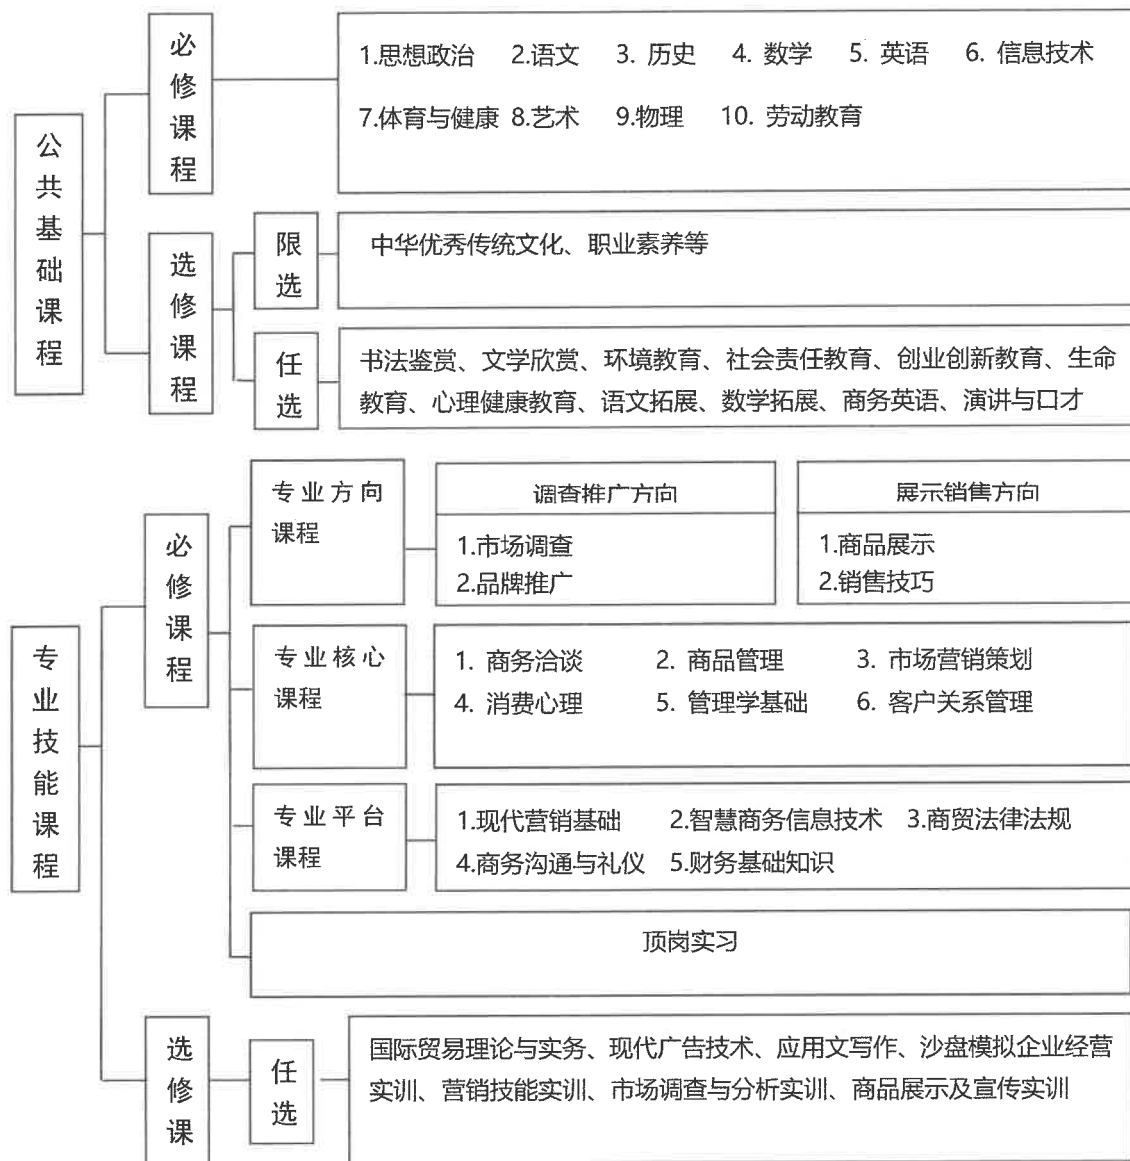 公共基础课程
必修课程
1.思想政治 2.语文 3. 历史 4. 数学 5. 英语 6. 信息技术
7.体育与健康 8.艺术 9.物理 10. 劳动教育
选修课程
限选
中华优秀传统文化、职业素养等
任选
书法鉴赏、文学欣赏、环境教育、社会责任教育、创业创新教育、生命
教育、心理健康教育、语文拓展、数学拓展、商务英语、演讲与口才
专业技能课程
必修课程
专业方向
课程
调查推广方向
1.市场调查
2.品牌推广
展示销售方向
1.商品展示
2.销售技巧
专业核心
课程
1. 商务洽谈 2. 商品管理 3. 市场营销策划
4. 消费心理 5. 管理学基础 6. 客户关系管理
专业平台
课程
1.现代营销基础 2.智慧商务信息技术 3.商贸法律法规
4.商务沟通与礼仪 5.财务基础知识
顶岗实习
选修课
任选
国际贸易理论与实务、现代广告技术、应用文写作、沙盘模拟企业经营
实训、营销技能实训、市场调查与分析实训、商品展示及宣传实训